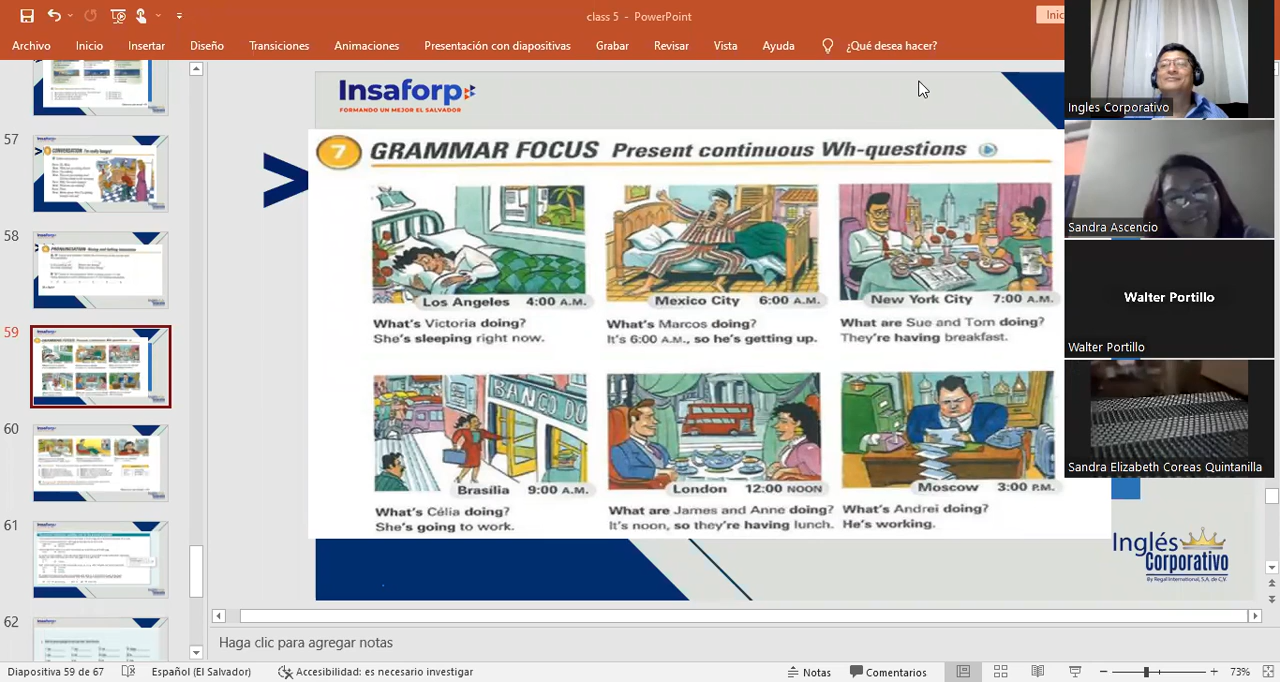 class 5 - PowerPoint
Inic
Archivo Inicio Insertar Diseño Transiciones Animaciones Presentación con diapositivas Grabar Revisar Vista Ayuda ¿Qué desea hacer?
57
58
59
60
61
62
Insaforp
FORMANDO UN MEJOR EL SALVADOR
7 GRAMMAR FOCUS Present continuous Wh-questions
Los Angeles 4:00 A.M.
What's Victoria doing?
She's sleeping right now.
Mexico City 6:00 A.M.
What's Marcos doing?
It's 6:00 A.M., so he's getting up.
New York City 7:00 A.M.
What are Sue and Tom doing?
They're having breakfast.
BANCO DU
Brasília 9:00 A.M.
What's Célia doing?
She's going to work.
London 12:00 NOON
What are James and Anne doing?
It's noon, so they're having lunch.
Moscow 3:00 P.M.
What's Andrei doing?
He's working.
Inglés
Corporativo
By Regal International, S.A. de C.V.
Ingles Corporativo
Sandra Ascencio
Walter Portillo
Walter Portillo
Sandra Elizabeth Coreas Quintanilla
Haga clic para agregar notas
Diapositiva 59 de 67 Español (El Salvador) Accesibilidad: es necesario investigar Notas Comentarios 73%